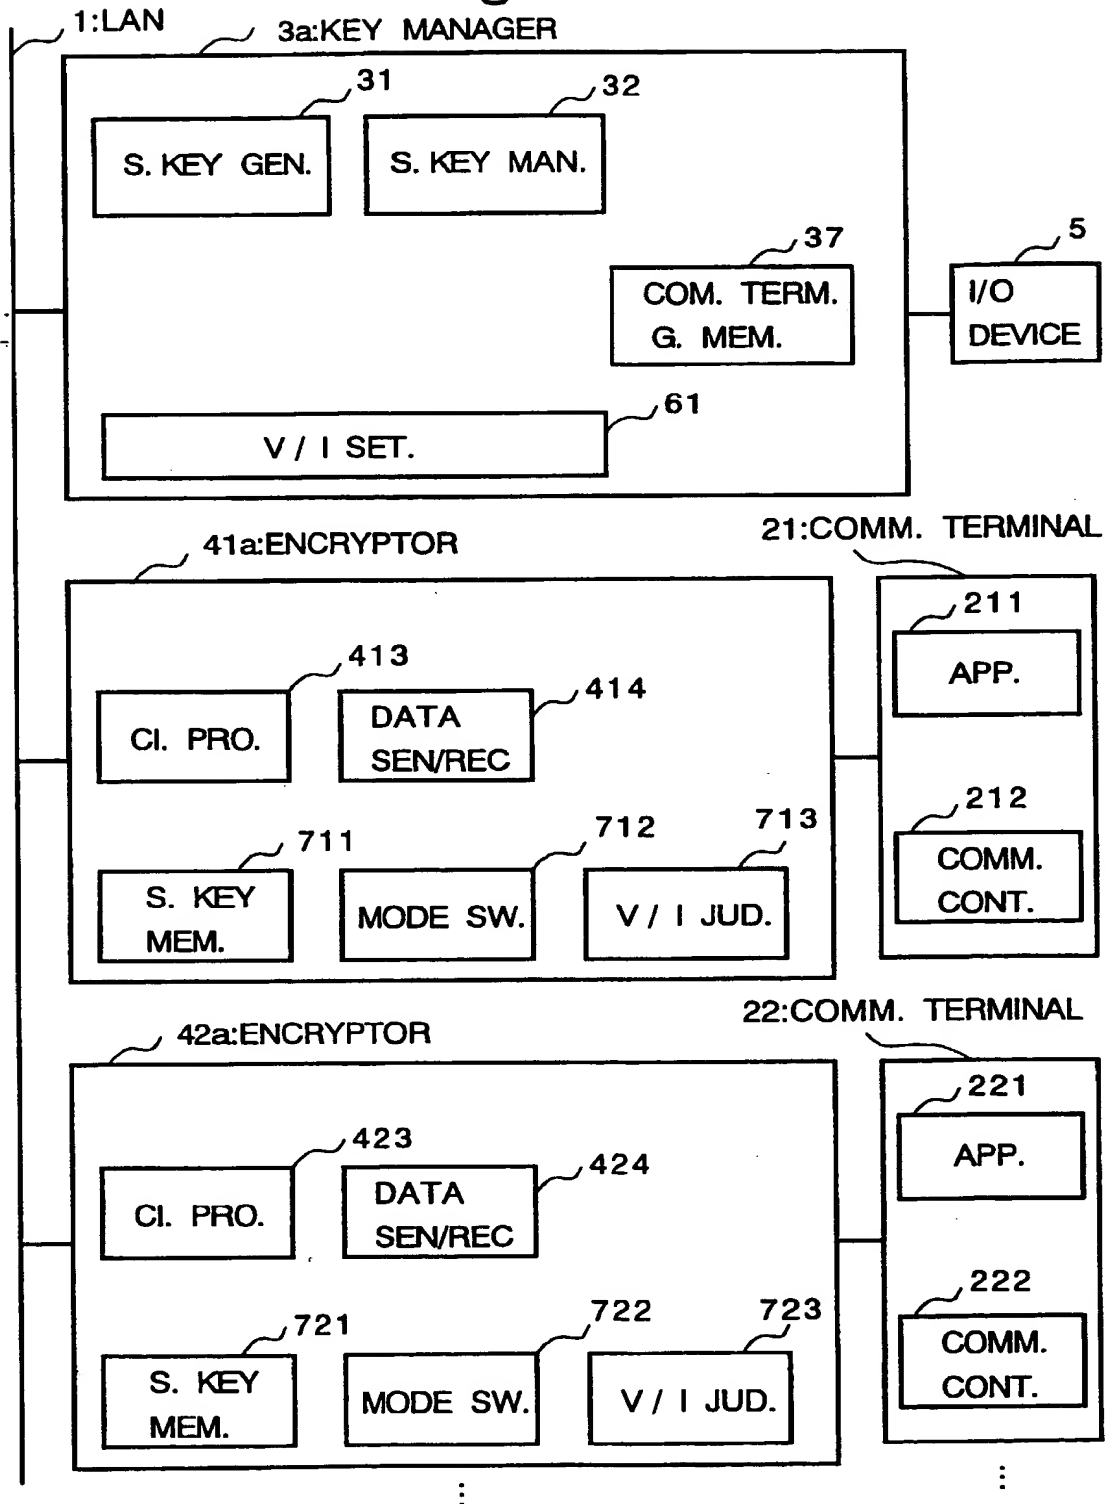 1:LAN
3a:KEY MANAGER
31
32
S. KEY GEN.
S. KEY MAN.
37
5
COM. TERM.
G. MEM.
I/O
DEVICE
61
V / I SET.
41a:ENCRYPTOR
21:COMM. TERMINAL
211
APP.
413
414
CI. PRO.
DATA
SEN/REC
212
COMM.
CONT.
711
712
713
S. KEY
MEM.
MODE SW.
V / I JUD.
42a:ENCRYPTOR
22:COMM. TERMINAL
221
APP.
423
424
CI. PRO.
DATA
SEN/REC
222
COMM.
CONT.
721
722
723
S. KEY
MEM.
MODE SW.
V / I JUD.